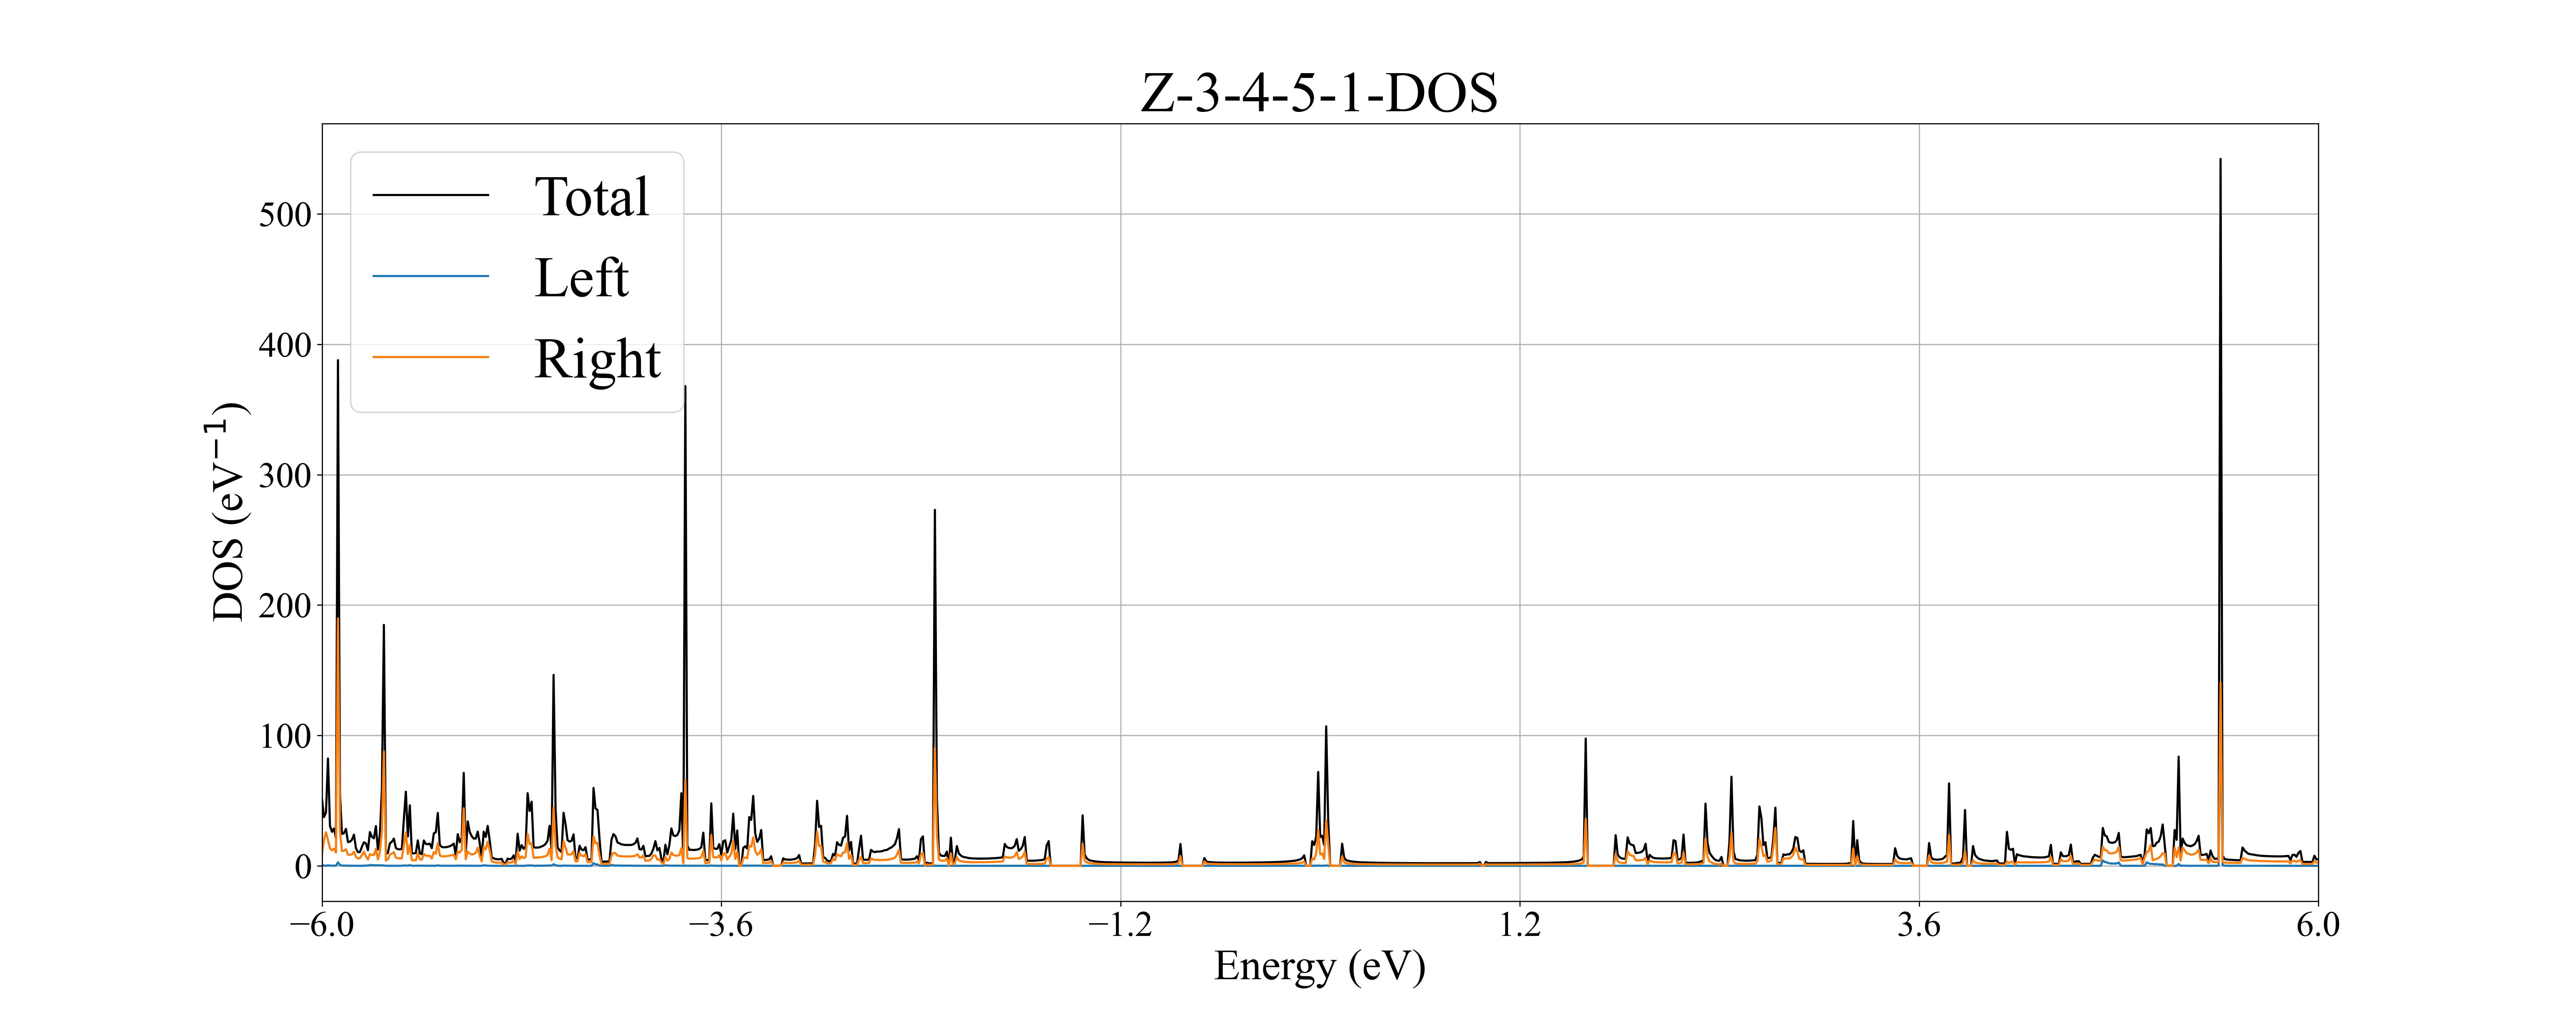 Z-3-4-5-1-DOS
Total
Left
Right
DOS (eV⁻¹)
500
400
300
200
100
0
−6.0 −3.6 −1.2 1.2 3.6 6.0
Energy (eV)